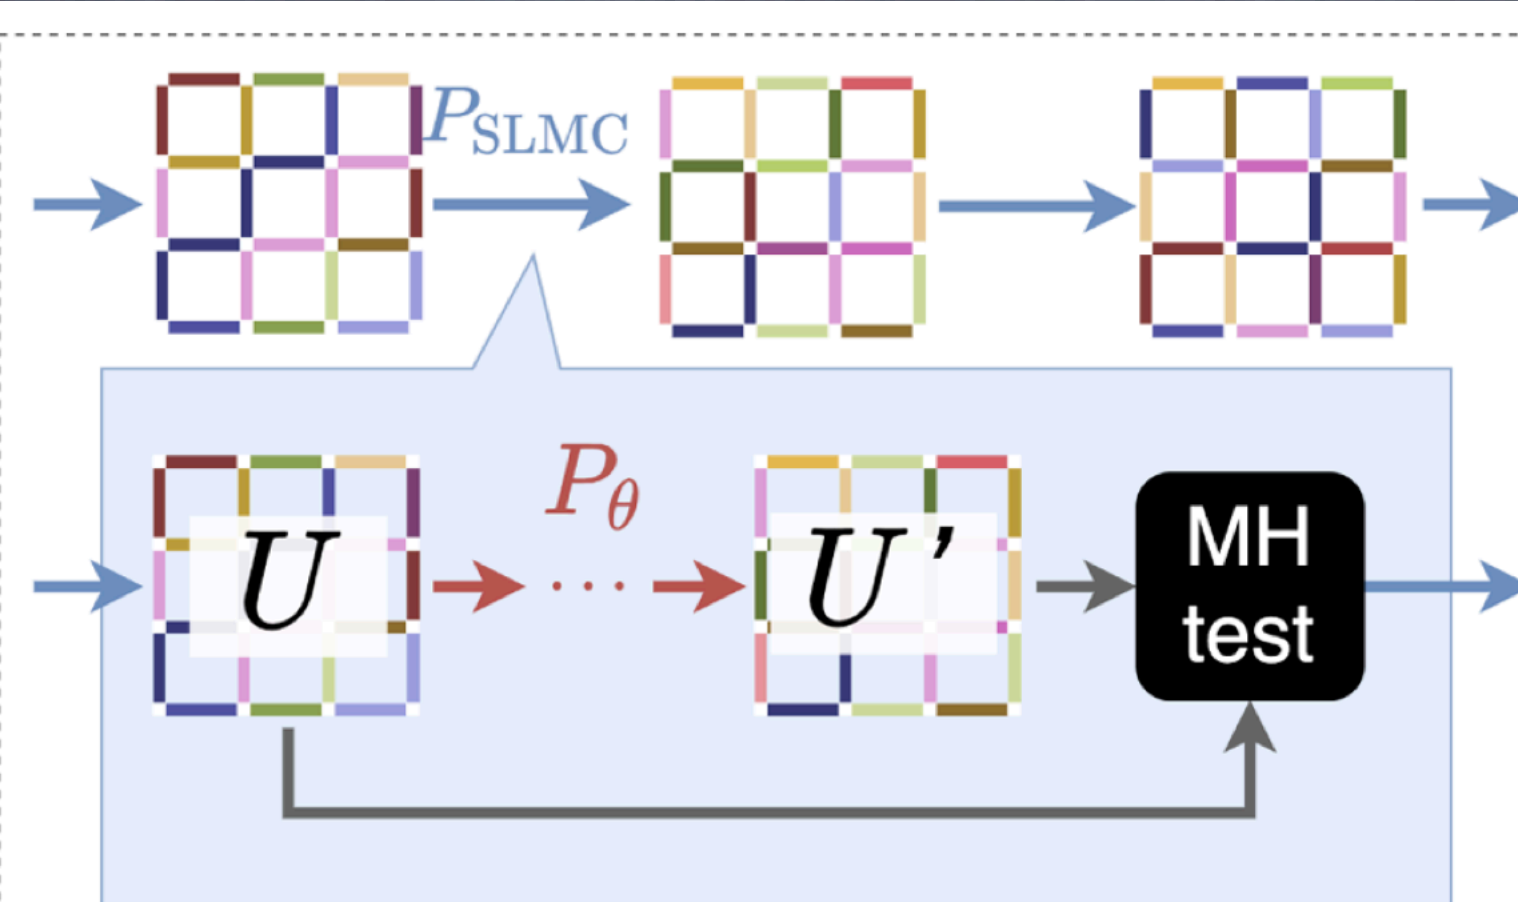 P_SLMC
P_θ
U
U’
MH
test